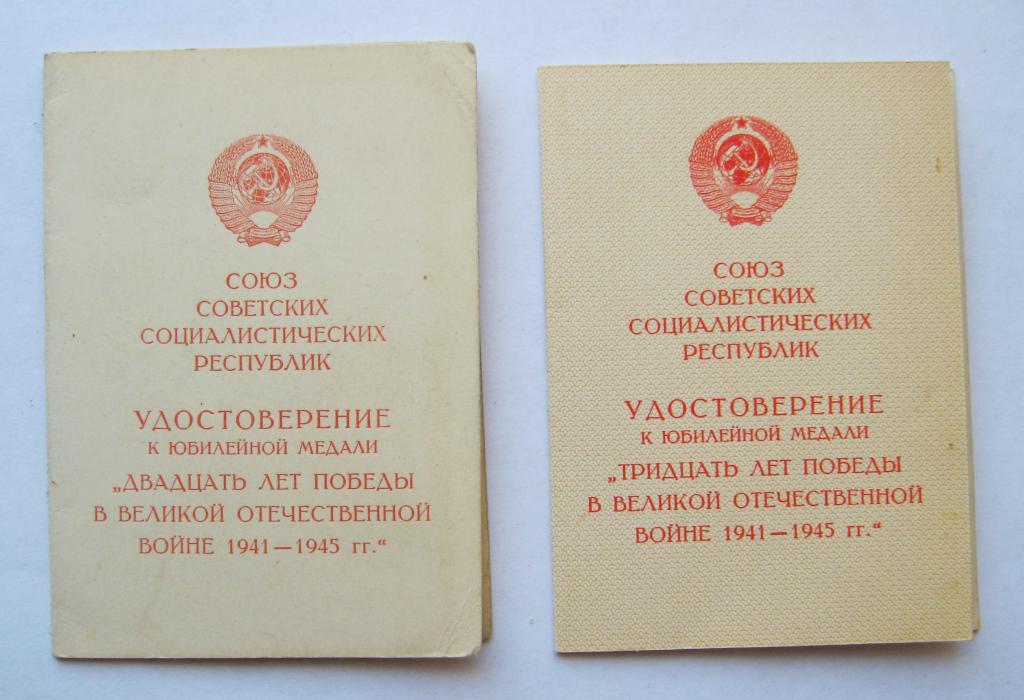 СОЮЗ
СОВЕТСКИХ
СОЦИАЛИСТИЧЕСКИХ
РЕСПУБЛИК
УДОСТОВЕРЕНИЕ
К ЮБИЛЕЙНОЙ МЕДАЛИ
„ДВАДЦАТЬ ЛЕТ ПОБЕДЫ
В ВЕЛИКОЙ ОТЕЧЕСТВЕННОЙ
ВОЙНЕ 1941—1945 гг.“
СОЮЗ
СОВЕТСКИХ
СОЦИАЛИСТИЧЕСКИХ
РЕСПУБЛИК
УДОСТОВЕРЕНИЕ
К ЮБИЛЕЙНОЙ МЕДАЛИ
„ТРИДЦАТЬ ЛЕТ ПОБЕДЫ
В ВЕЛИКОЙ ОТЕЧЕСТВЕННОЙ
ВОЙНЕ 1941—1945 гг.“